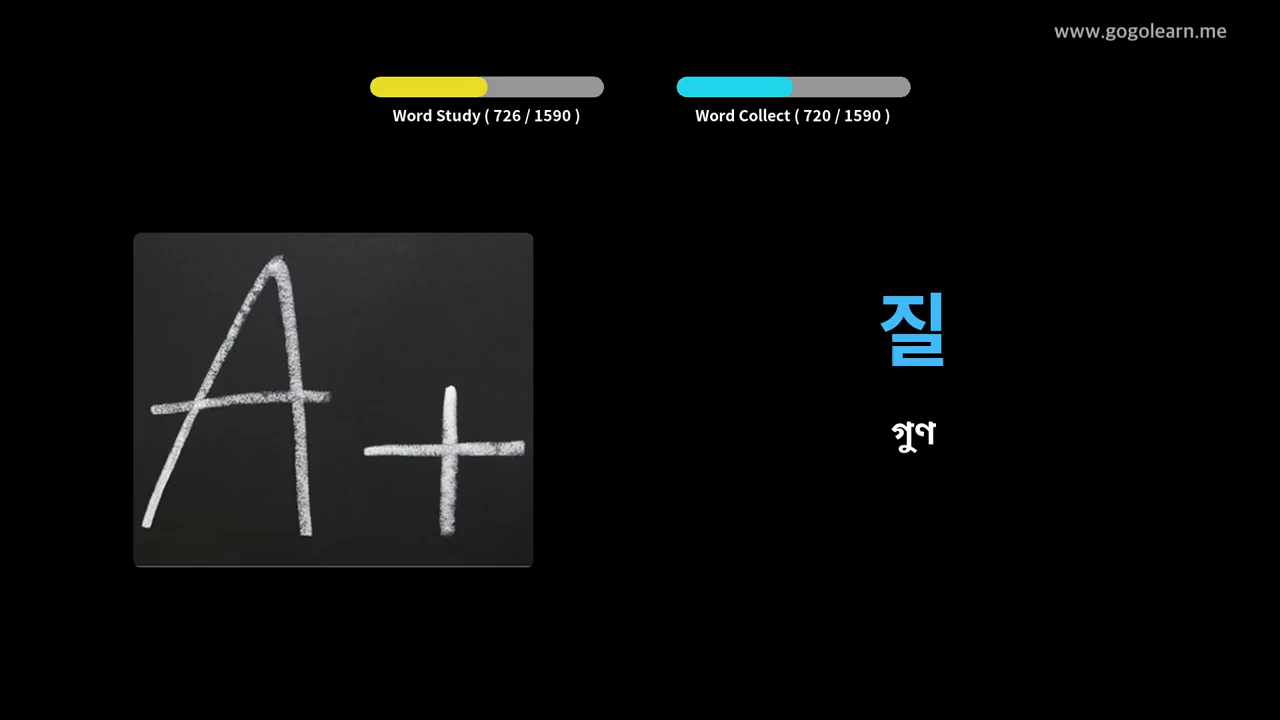 www.gogolearn.me
Word Study ( 726 / 1590 )
Word Collect ( 720 / 1590 )
A+
질
গুণ